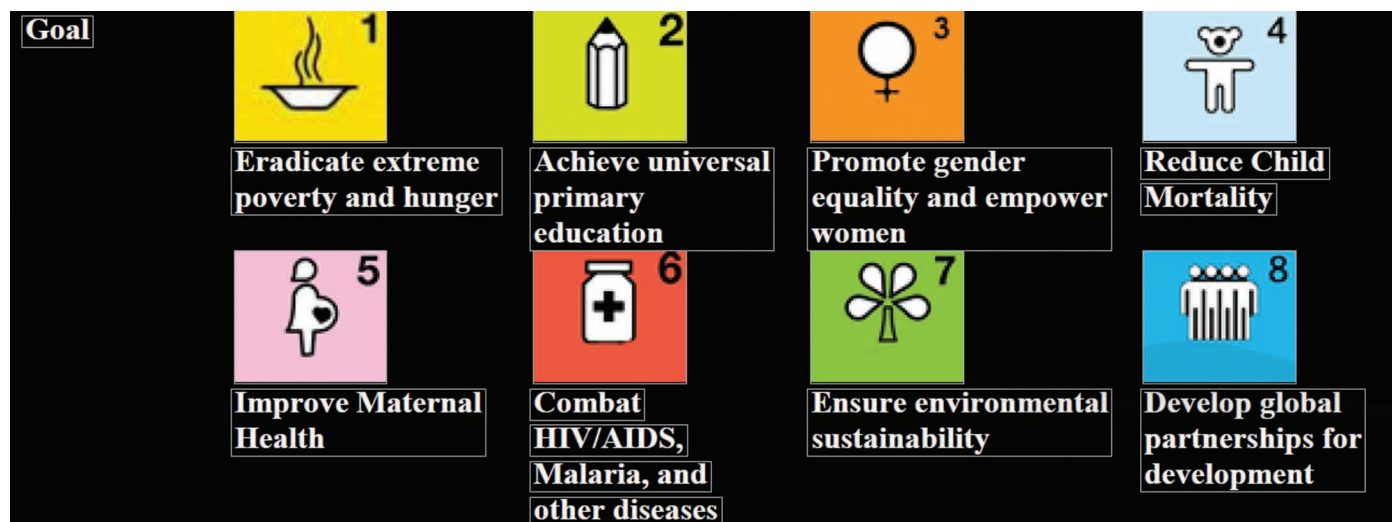 Goal
1
2
3
4
Eradicate extreme
poverty and hunger
Achieve universal
primary
education
Promote gender
equality and empower
women
Reduce Child
Mortality
5
6
7
8
Improve Maternal
Health
Combat
HIV/AIDS,
Malaria, and
other diseases
Ensure environmental
sustainability
Develop global
partnerships for
development